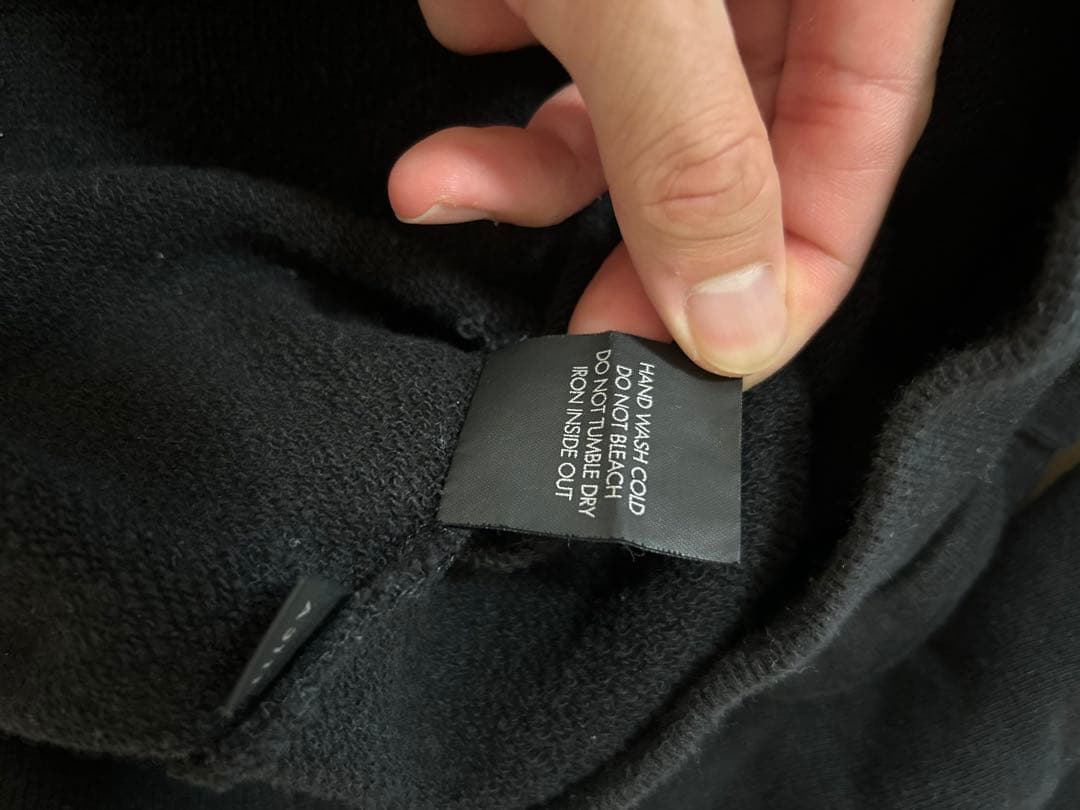 HAND WASH COLD
DO NOT BLEACH
DO NOT TUMBLE DRY
IRON INSIDE OUT